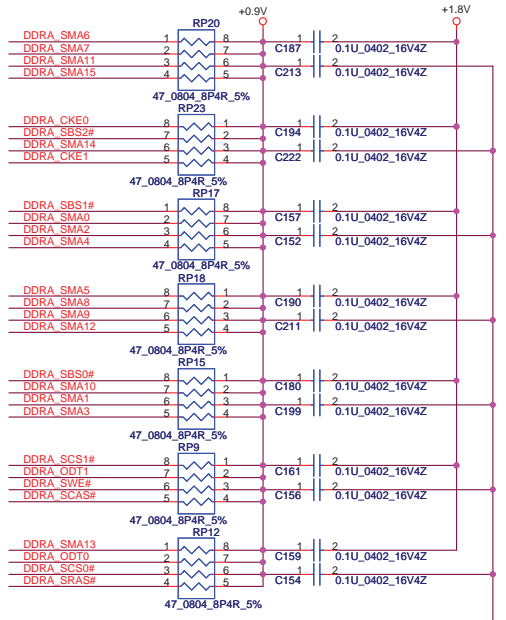 +0.9V +1.8V
RP20
DDRA_SMA6 1 8 1 2
DDRA_SMA7 2 7 C187 0.1U_0402_16V4Z
DDRA_SMA11 3 6 1 2
DDRA_SMA15 4 5 C213 0.1U_0402_16V4Z
47_0804_8P4R_5%
RP23
DDRA_CKE0 8 1 1 2
DDRA_SBS2# 7 2 C194 0.1U_0402_16V4Z
DDRA_SMA14 6 3 1 2
DDRA_CKE1 5 4 C222 0.1U_0402_16V4Z
47_0804_8P4R_5%
RP17
DDRA_SBS1# 1 8 1 2
DDRA_SMA0 2 7 C157 0.1U_0402_16V4Z
DDRA_SMA2 3 6 1 2
DDRA_SMA4 4 5 C152 0.1U_0402_16V4Z
47_0804_8P4R_5%
RP18
DDRA_SMA5 8 1 1 2
DDRA_SMA8 7 2 C190 0.1U_0402_16V4Z
DDRA_SMA9 6 3 1 2
DDRA_SMA12 5 4 C211 0.1U_0402_16V4Z
47_0804_8P4R_5%
RP15
DDRA_SBS0# 8 1 1 2
DDRA_SMA10 7 2 C180 0.1U_0402_16V4Z
DDRA_SMA1 6 3 1 2
DDRA_SMA3 5 4 C199 0.1U_0402_16V4Z
47_0804_8P4R_5%
RP9
DDRA_SCS1# 8 1 1 2
DDRA_ODT1 7 2 C161 0.1U_0402_16V4Z
DDRA_SWE# 6 3 1 2
DDRA_SCAS# 5 4 C156 0.1U_0402_16V4Z
47_0804_8P4R_5%
RP12
DDRA_SMA13 1 8 1 2
DDRA_ODT0 2 7 C159 0.1U_0402_16V4Z
DDRA_SCS0# 3 6 1 2
DDRA_SRAS# 4 5 C154 0.1U_0402_16V4Z
47_0804_8P4R_5%